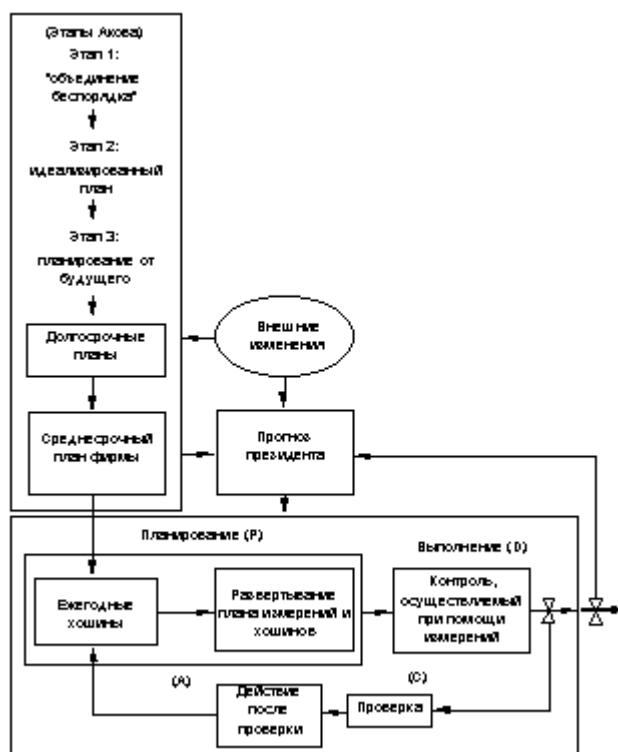 (Этапы Акова)
Этап 1:
"объединение
беспорядка"
Этап 2:
идеализированный
план
Этап 3:
планирование от
будущего
Долгосрочные
планы
Внешние
изменения
Среднесрочный
план фирмы
Прогноз
президента
Планирование (P)
Выполнение (D)
Ежегодные
хошины
Развертывание
плана измерений и
хошинов
Контроль,
осуществляемый
при помощи
измерений
(A)
(C)
Действие
после
проверки
Проверка